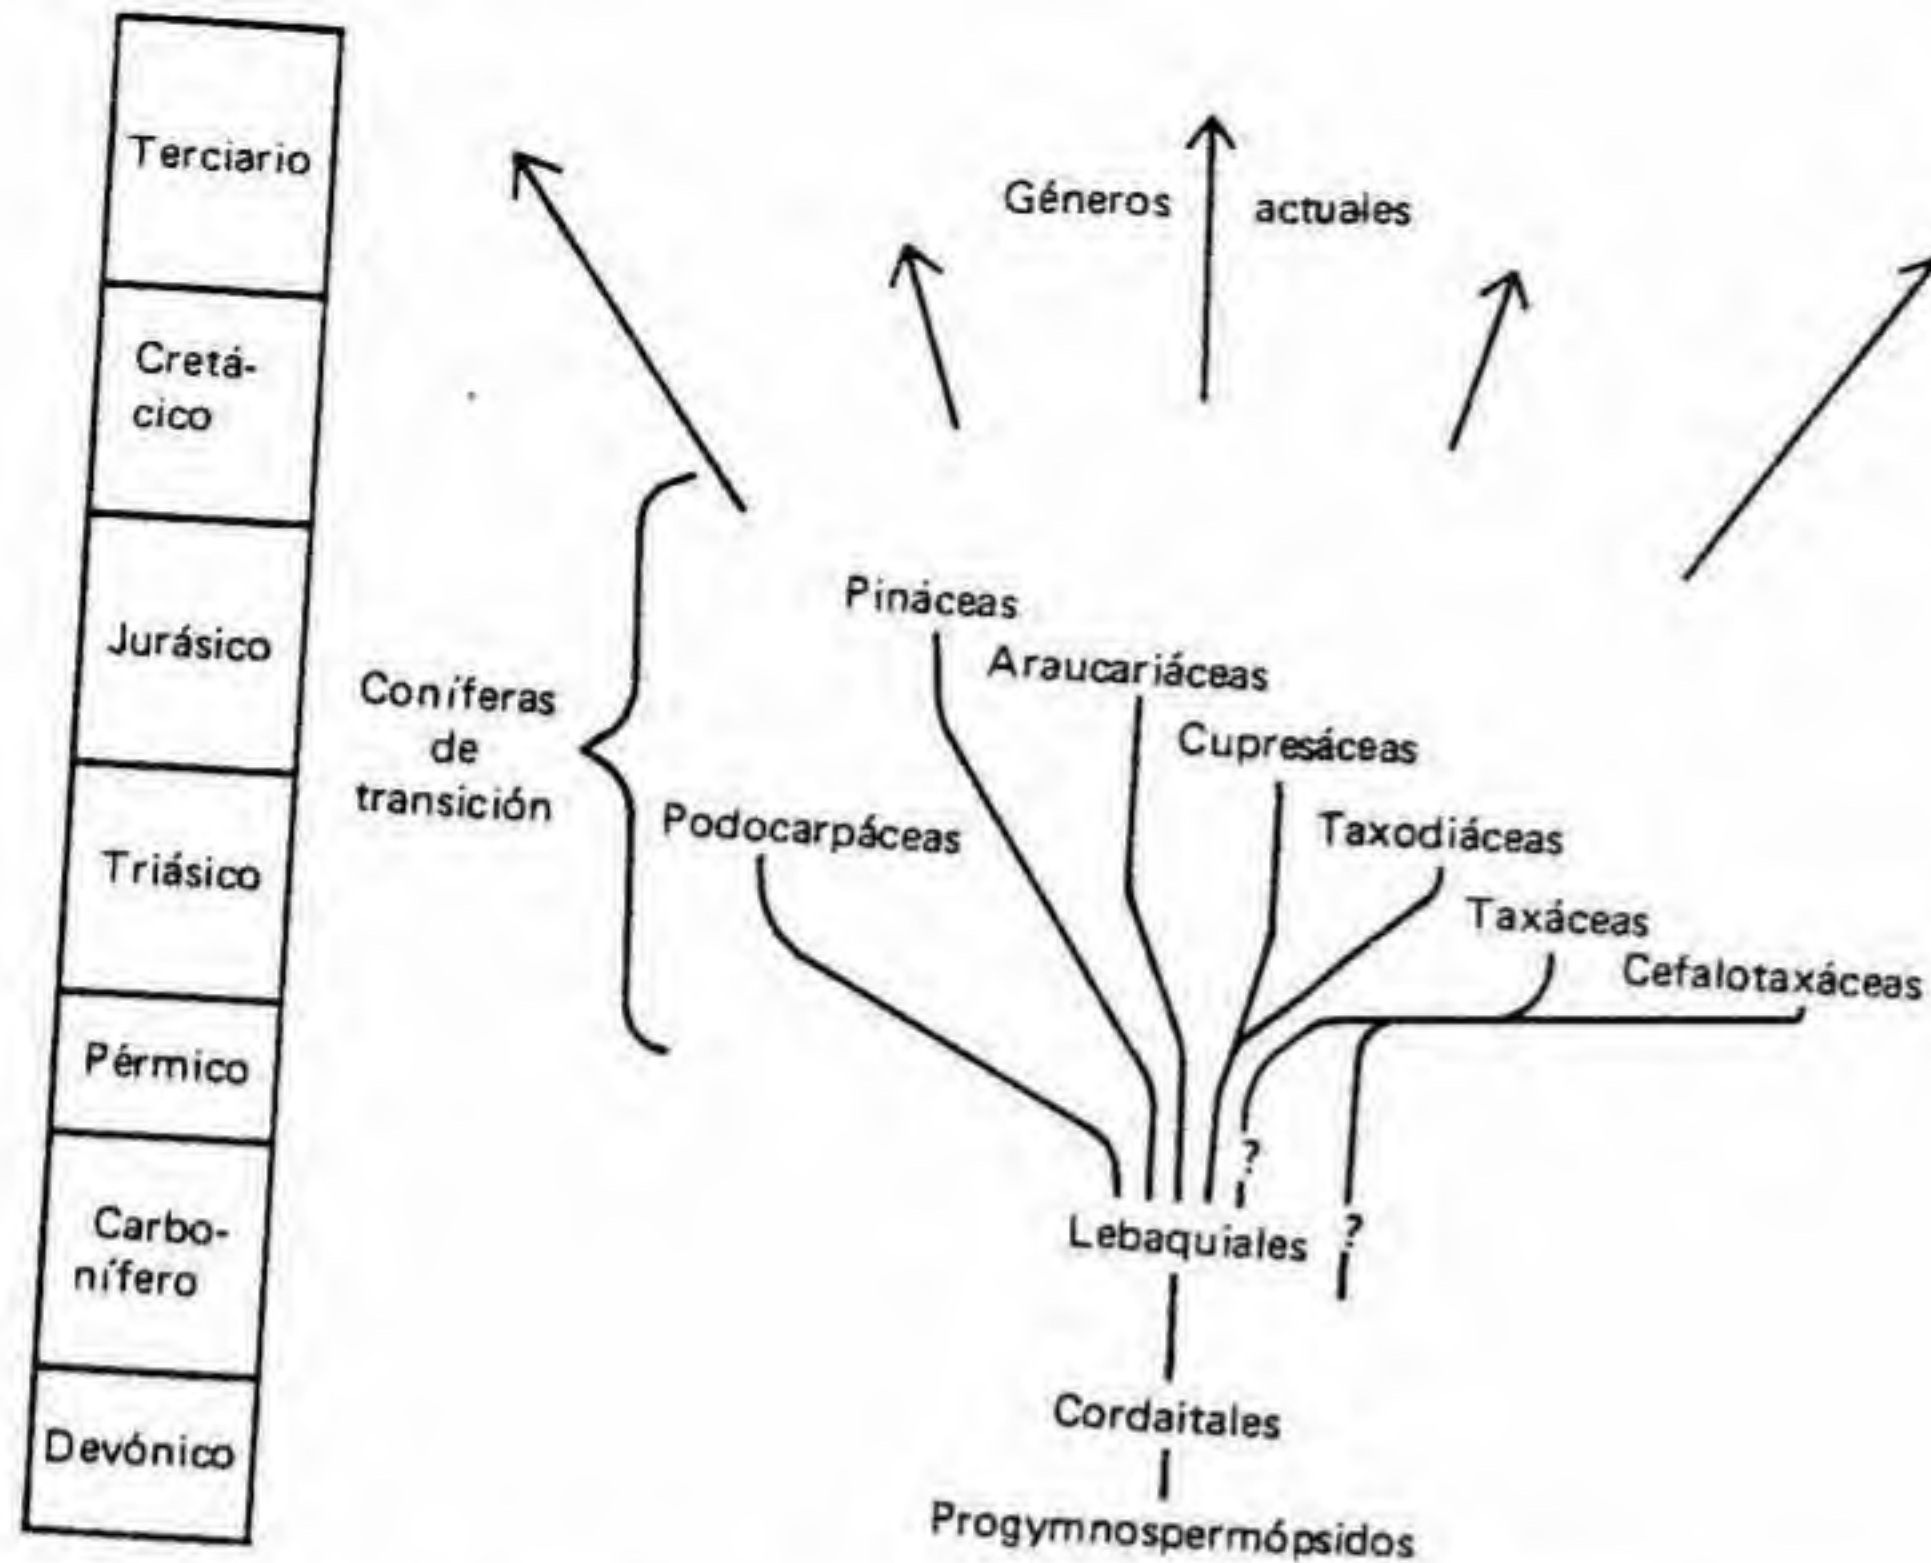 Terciario
Cretá-
cico
Jurásico
Triásico
Pérmico
Carbo-
nífero
Devónico
Géneros actuales
Coníferas
de
transición
Pináceas
Araucariáceas
Cupresáceas
Podocarpáceas
Taxodiáceas
Taxáceas
Cefalotaxáceas
?
?
Lebaquiales
Cordaitales
Progymnospermópsidos